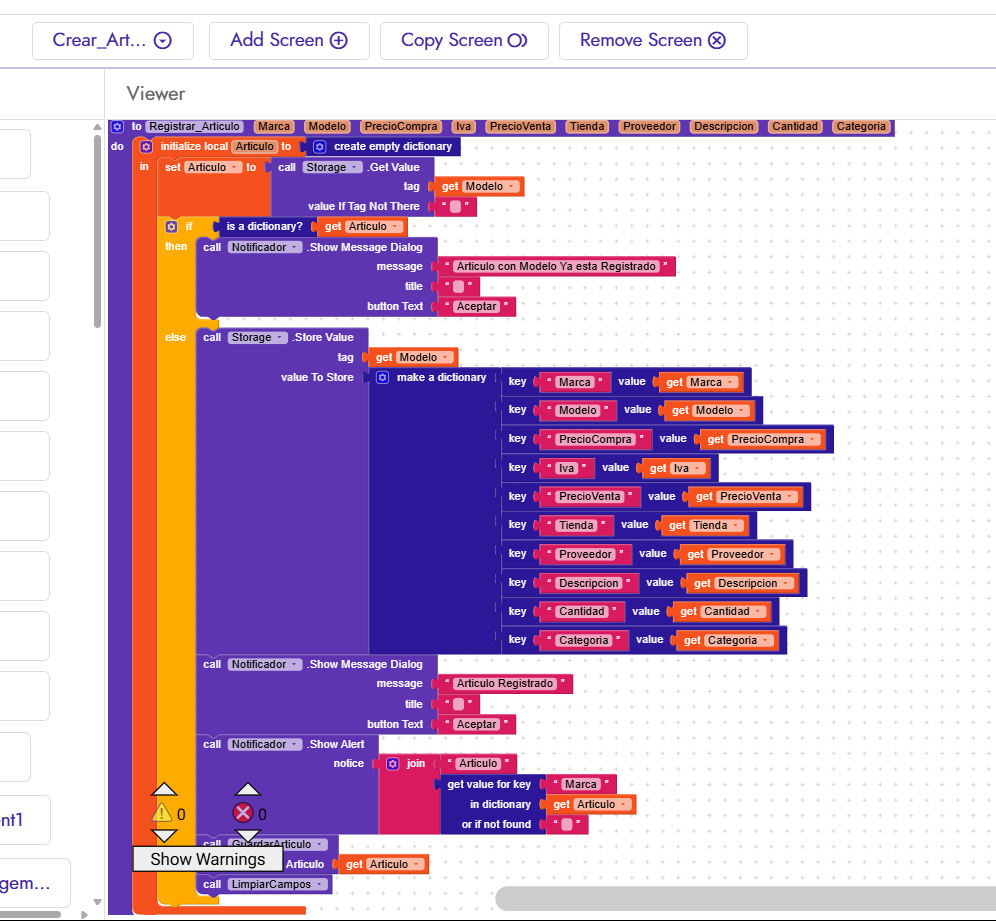 Crear_Art... Add Screen Copy Screen Remove Screen
Viewer
to Registrar_Articulo Marca Modelo PrecioCompra Iva PrecioVenta Tienda Proveedor Descripcion Cantidad Categoria
do initialize local Articulo to create empty dictionary
in set Articulo to call Storage .Get Value
tag get Modelo
value If Tag Not There " "
if is a dictionary? get Articulo
then call Notificador .Show Message Dialog
message " Articulo con Modelo Ya esta Registrado "
title " "
button Text " Aceptar "
else call Storage .Store Value
tag get Modelo
value To Store make a dictionary key " Marca " value get Marca
key " Modelo " value get Modelo
key " PrecioCompra " value get PrecioCompra
key " Iva " value get Iva
key " PrecioVenta " value get PrecioVenta
key " Tienda " value get Tienda
key " Proveedor " value get Proveedor
key " Descripcion " value get Descripcion
key " Cantidad " value get Cantidad
key " Categoria " value get Categoria
call Notificador .Show Message Dialog
message " Articulo Registrado "
title " "
button Text " Aceptar "
call Notificador .Show Alert
notice join " Articulo "
get value for key " Marca "
in dictionary get Articulo
or if not found " "
0 0
nt1
call GuardarArticulo
Show Warnings
Articulo get Articulo
gem...
call LimpiarCampos